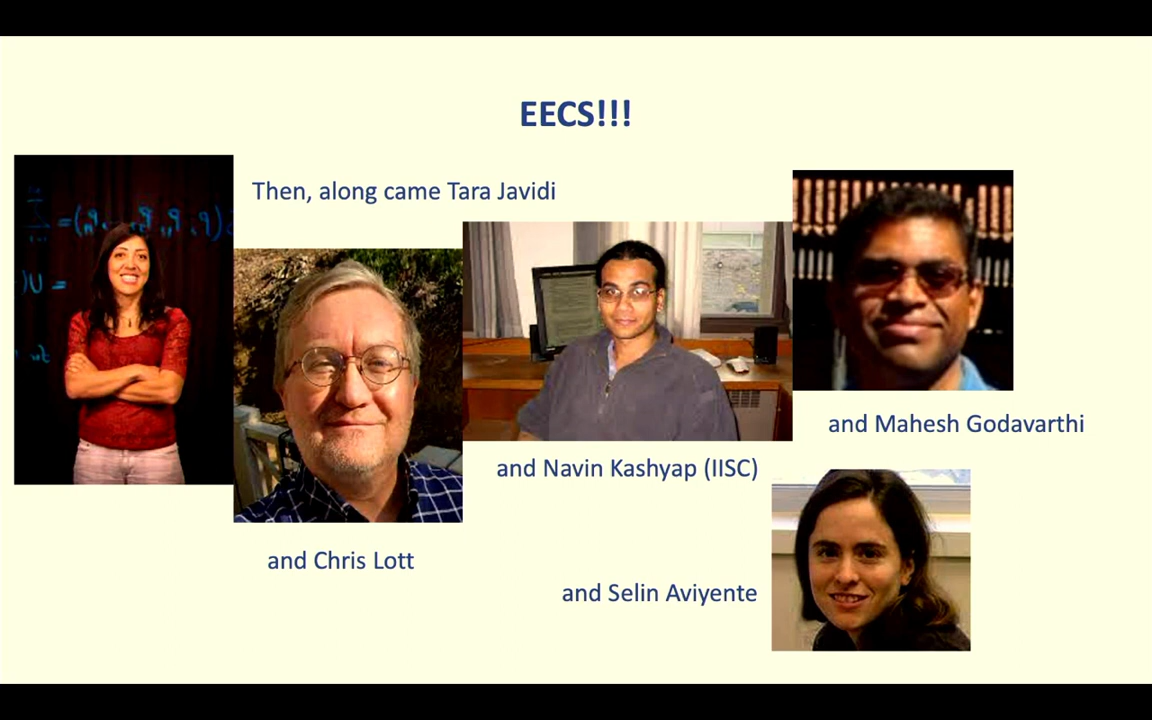 EECS!!!
Then, along came Tara Javidi
and Mahesh Godavarthi
and Navin Kashyap (IISC)
and Chris Lott
and Selin Aviyente